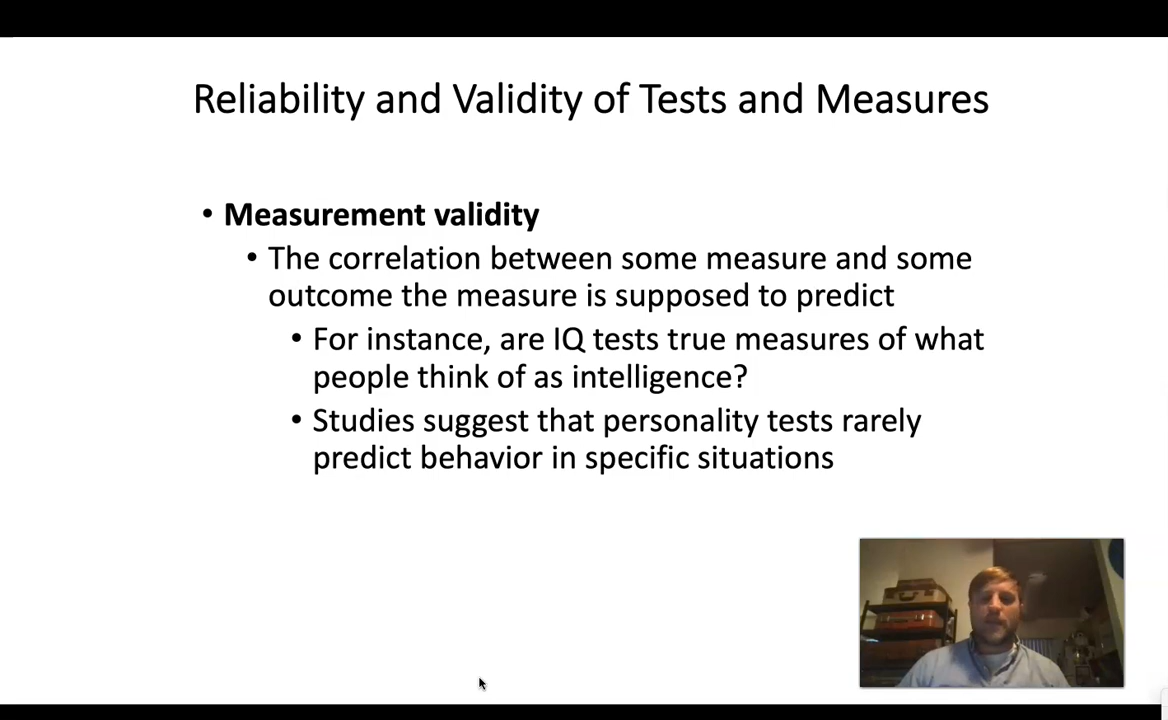 Reliability and Validity of Tests and Measures
• Measurement validity
• The correlation between some measure and some
outcome the measure is supposed to predict
• For instance, are IQ tests true measures of what
people think of as intelligence?
• Studies suggest that personality tests rarely
predict behavior in specific situations